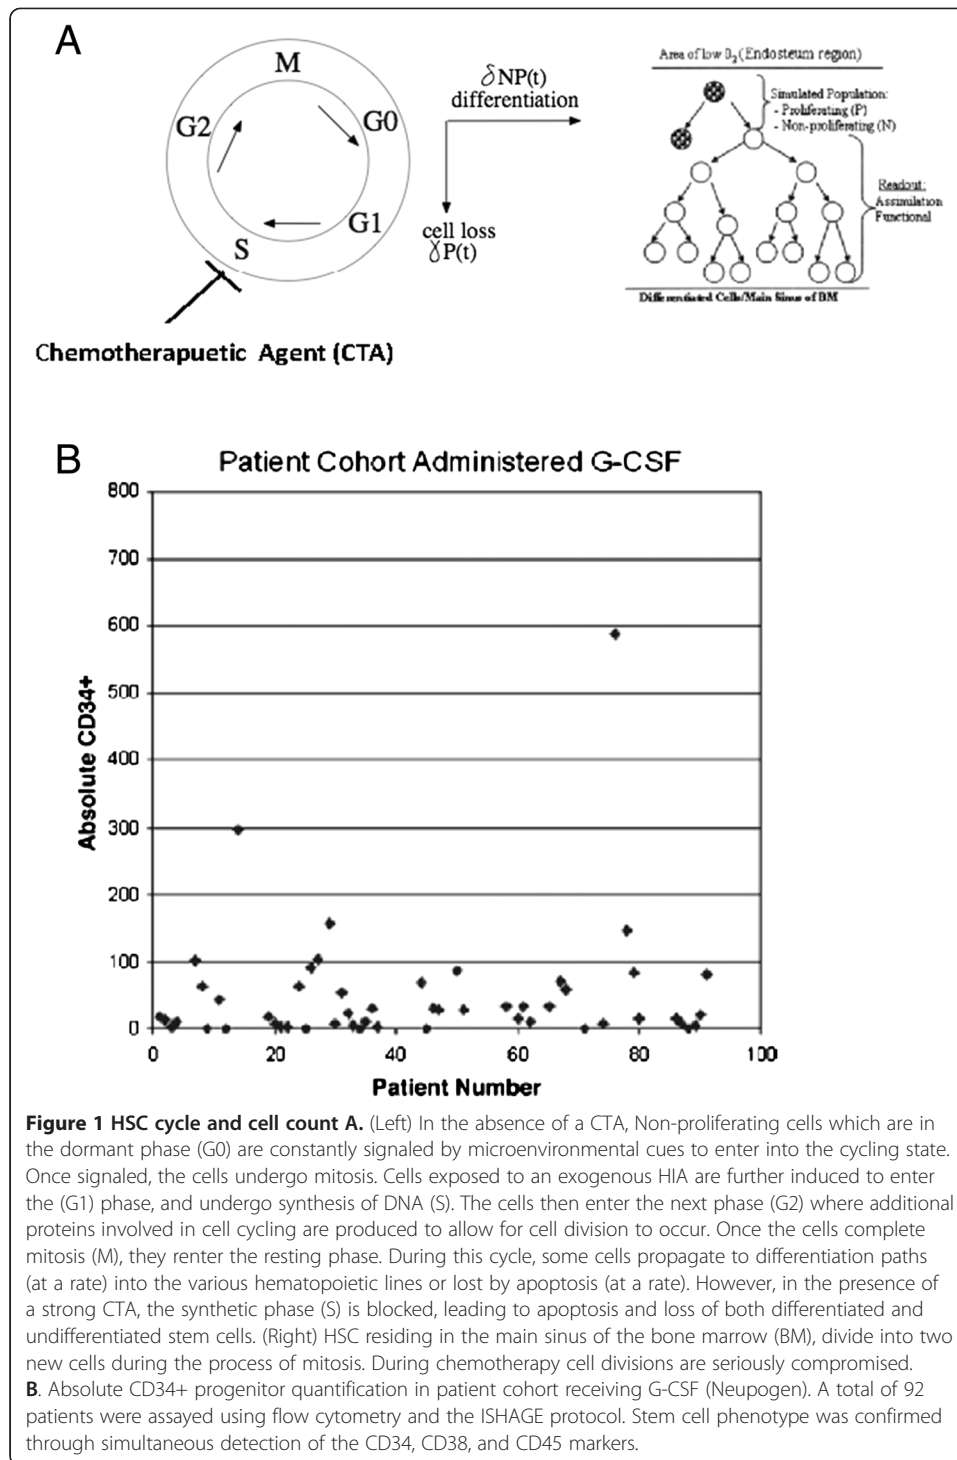 A
M
G0
G1
S
G2
δNP(t)
differentiation
cell loss
γP(t)
Chemotherapuetic Agent (CTA)
Area of low 0₂(Endosteum region)
Simulated Population:
- Proliferating (P)
- Non-proliferating (N)
Readout:
Assimulation
Functional
Differentiated Cells/Main Sinus of BM
B
Patient Cohort Administered G-CSF
Absolute CD34+
800
700
600
500
400
300
200
100
0
0 20 40 60 80 100
Patient Number
Figure 1 HSC cycle and cell count A. (Left) In the absence of a CTA, Non-proliferating cells which are in
the dormant phase (G0) are constantly signaled by microenvironmental cues to enter into the cycling state.
Once signaled, the cells undergo mitosis. Cells exposed to an exogenous HIA are further induced to enter
the (G1) phase, and undergo synthesis of DNA (S). The cells then enter the next phase (G2) where additional
proteins involved in cell cycling are produced to allow for cell division to occur. Once the cells complete
mitosis (M), they renter the resting phase. During this cycle, some cells propagate to differentiation paths
(at a rate) into the various hematopoietic lines or lost by apoptosis (at a rate). However, in the presence of
a strong CTA, the synthetic phase (S) is blocked, leading to apoptosis and loss of both differentiated and
undifferentiated stem cells. (Right) HSC residing in the main sinus of the bone marrow (BM), divide into two
new cells during the process of mitosis. During chemotherapy cell divisions are seriously compromised.
B. Absolute CD34+ progenitor quantification in patient cohort receiving G-CSF (Neupogen). A total of 92
patients were assayed using flow cytometry and the ISHAGE protocol. Stem cell phenotype was confirmed
through simultaneous detection of the CD34, CD38, and CD45 markers.